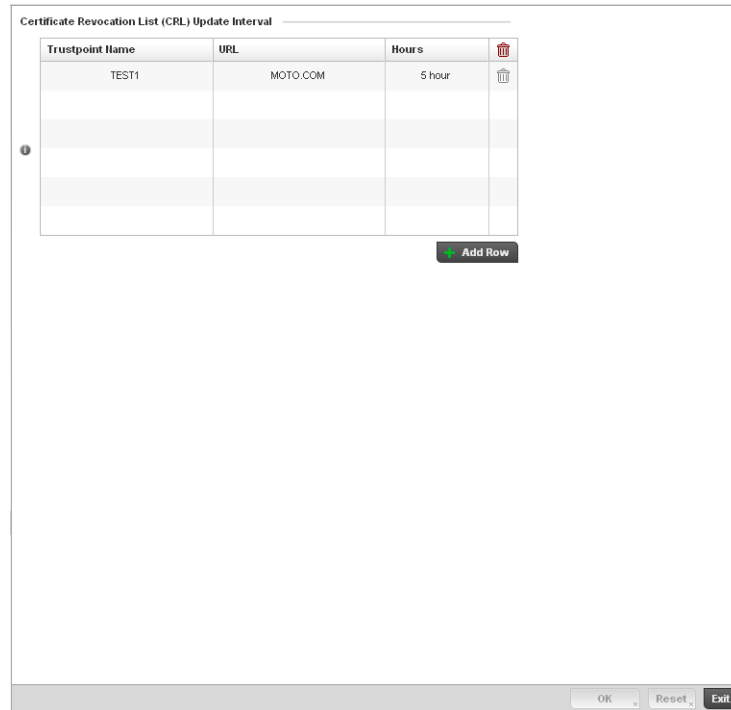 Certificate Revocation List (CRL) Update Interval
Trustpoint Name URL Hours
TEST1 MOTO.COM 5 hour
Add Row
OK Reset Exit